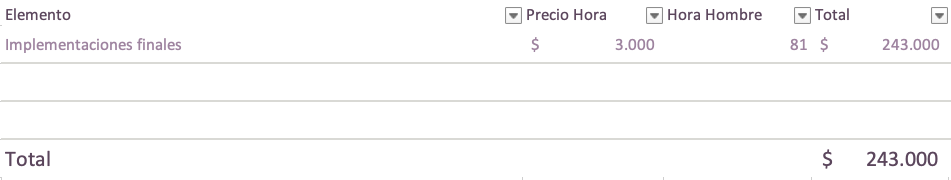 Elemento Precio Hora Hora Hombre Total
Implementaciones finales $ 3.000 81 $ 243.000
Total $ 243.000